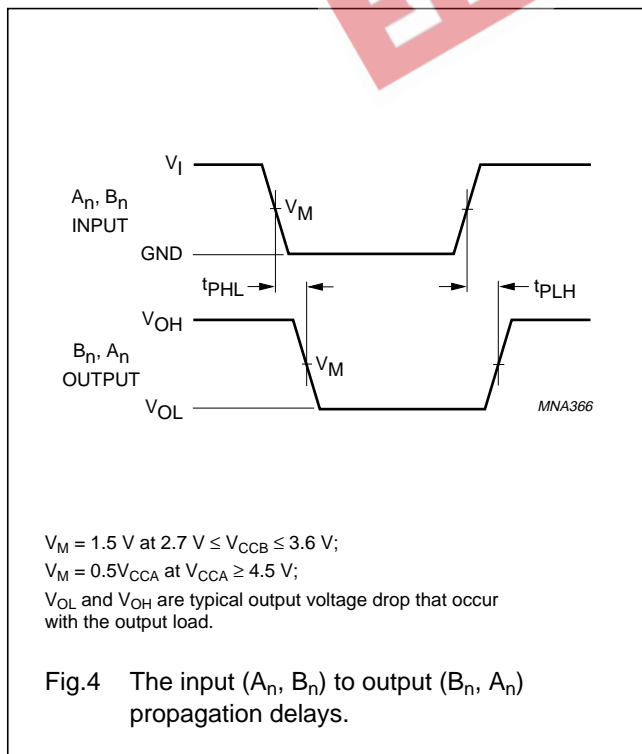 V_I
A_n, B_n
INPUT
V_M
GND
t_PHL
t_PLH
V_OH
B_n, A_n
OUTPUT
V_M
V_OL
MNA366
V_M = 1.5 V at 2.7 V ≤ V_CCB ≤ 3.6 V;
V_M = 0.5V_CCA at V_CCA ≥ 4.5 V;
V_OL and V_OH are typical output voltage drop that occur
with the output load.
Fig.4 The input (A_n, B_n) to output (B_n, A_n)
propagation delays.